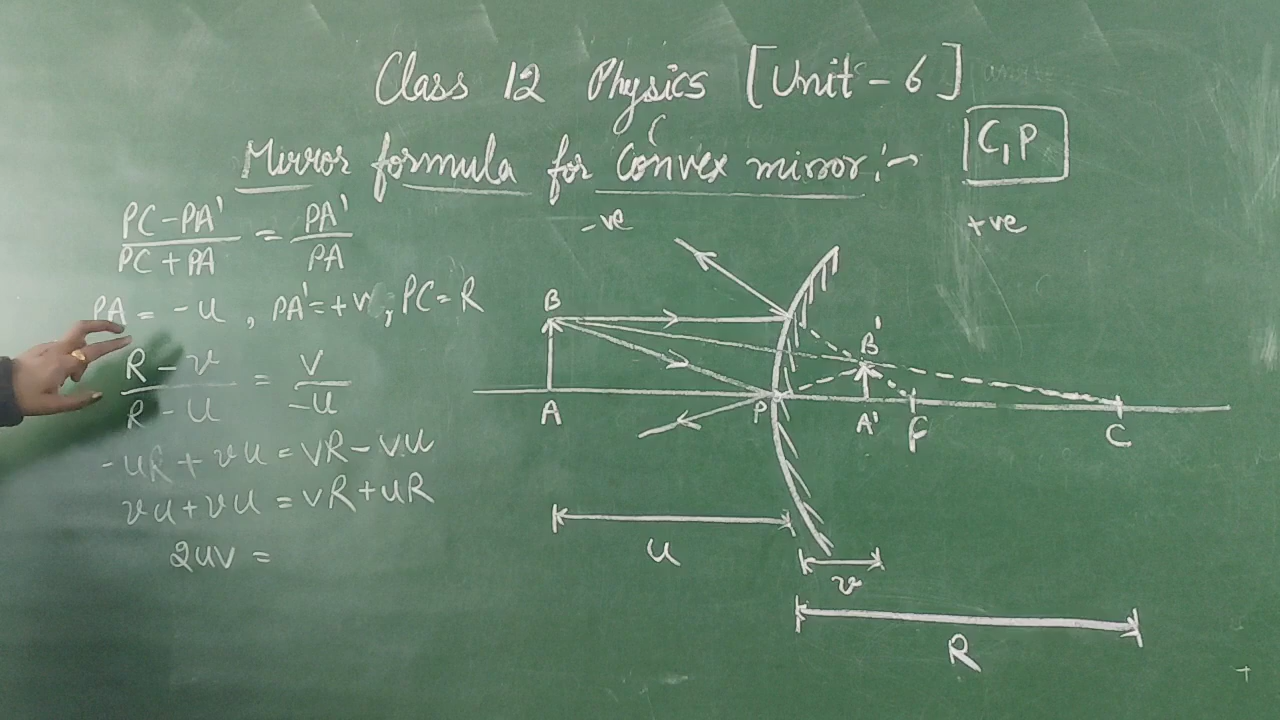 Class 12 Physics [Unit-6]
Mirror formula for Convex mirror:-
C,P
-ve
+ve
PC-PA' / PC+PA = PA' / PA
PA = -u, PA'=+v, PC=R
R-v / R-u = v / -u
-uR+vu=vR-vu
vu+vu=vR+uR
2uv=
B
A
P
B'
A'
F
C
u
v
R